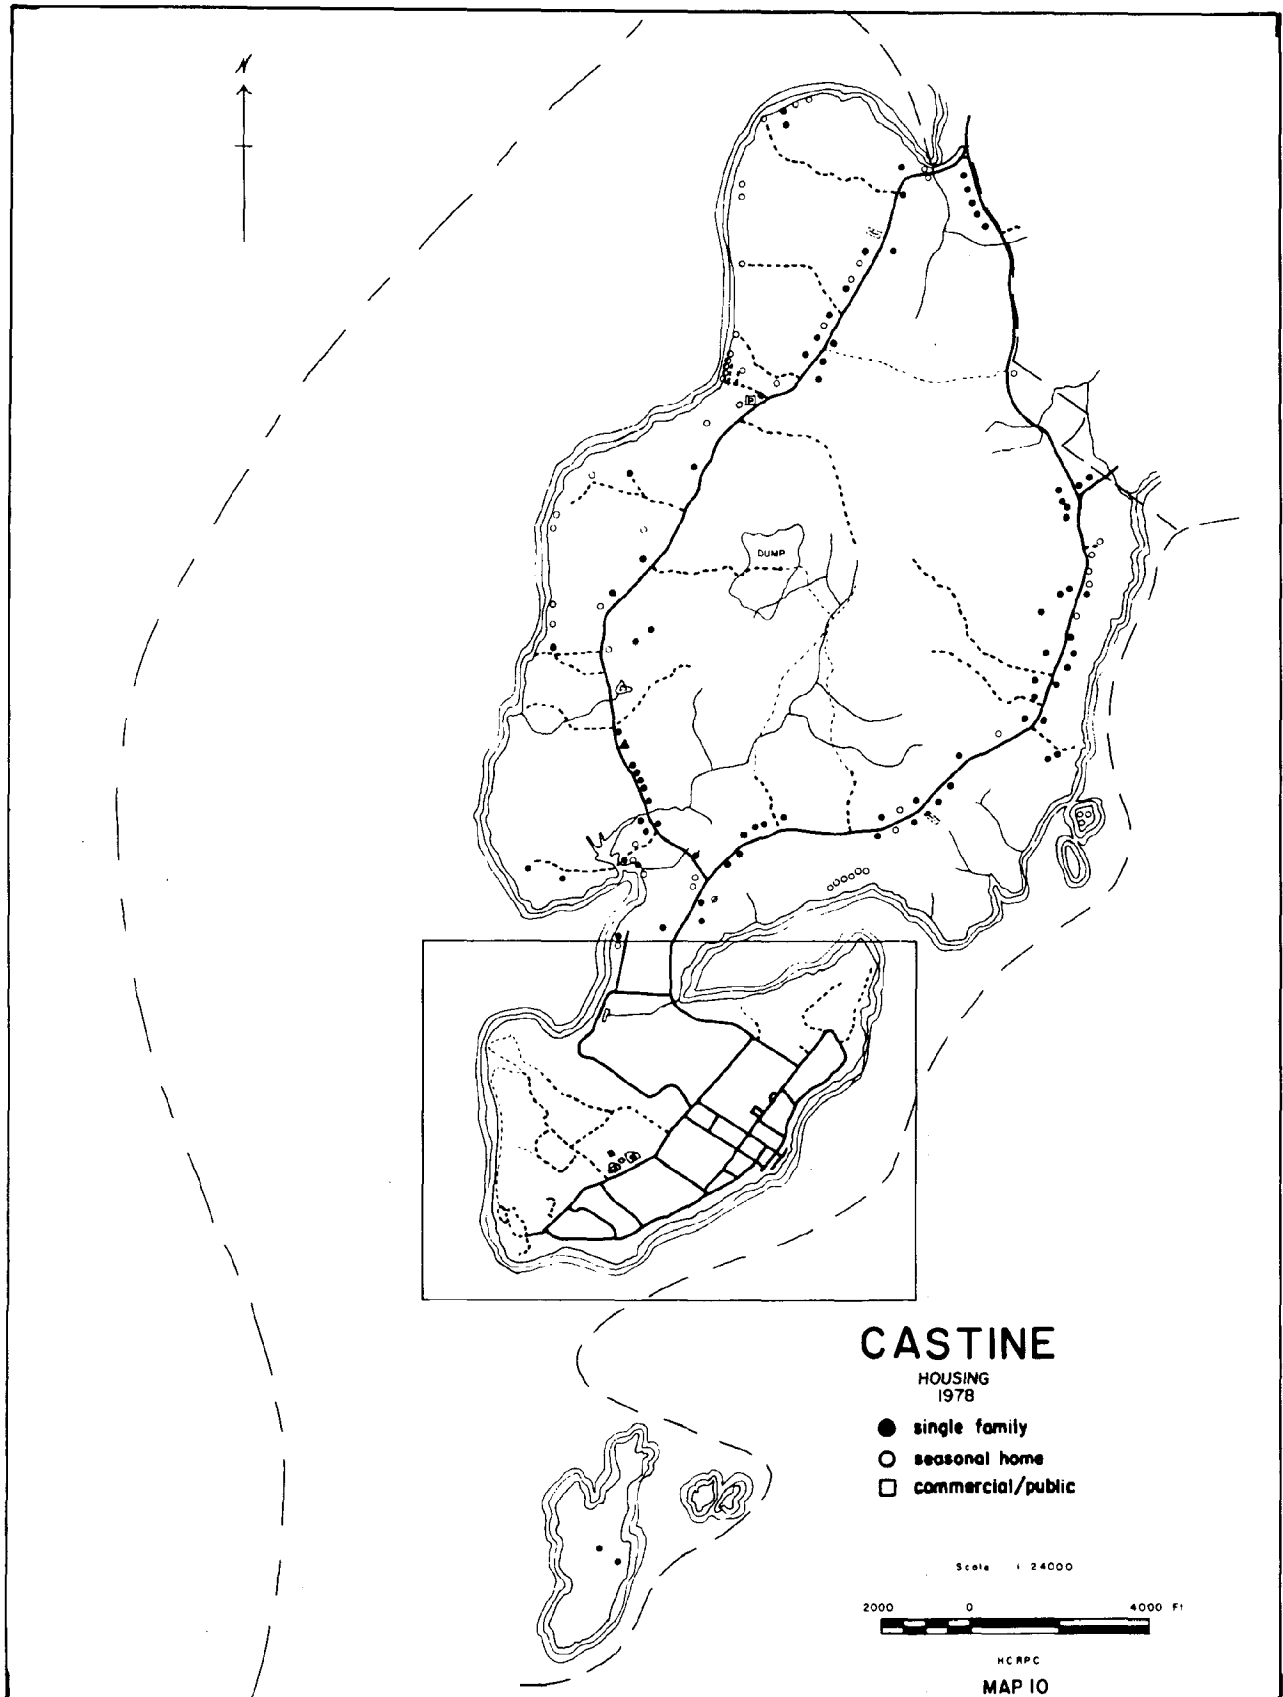 N
P
DUMP
CASTINE
HOUSING
1978
single family
seasonal home
commercial/public
Scale 1 24000
2000 0 4000 Ft
HCRPC
MAP 10